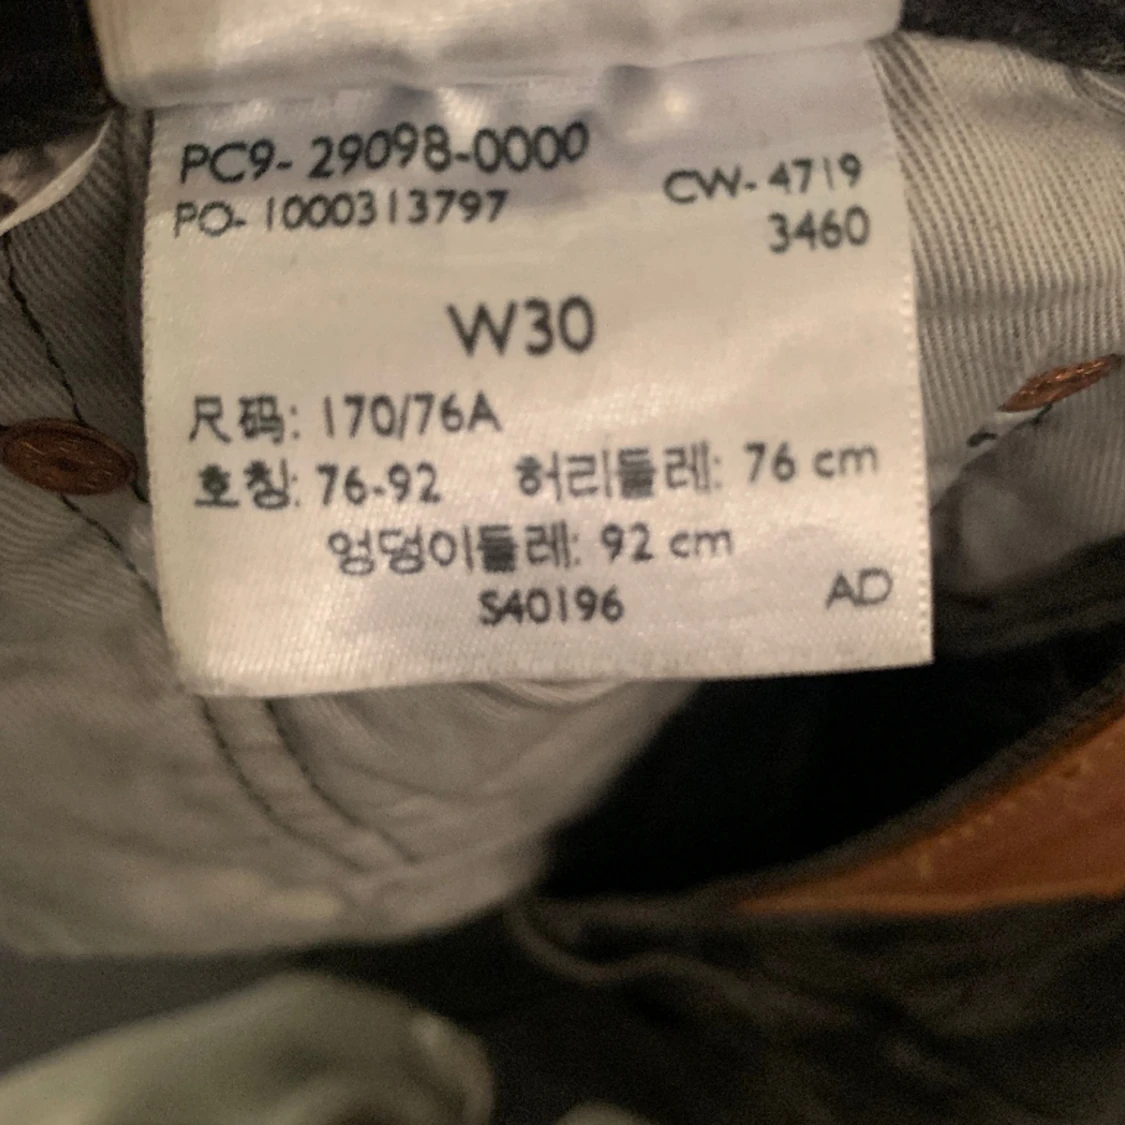 PC9- 29098-0000
PO- 1000313797
CW- 4719
3460
W30
尺码: 170/76A
호칭: 76-92 허리둘레: 76 cm
엉덩이둘레: 92 cm
S40196
AD